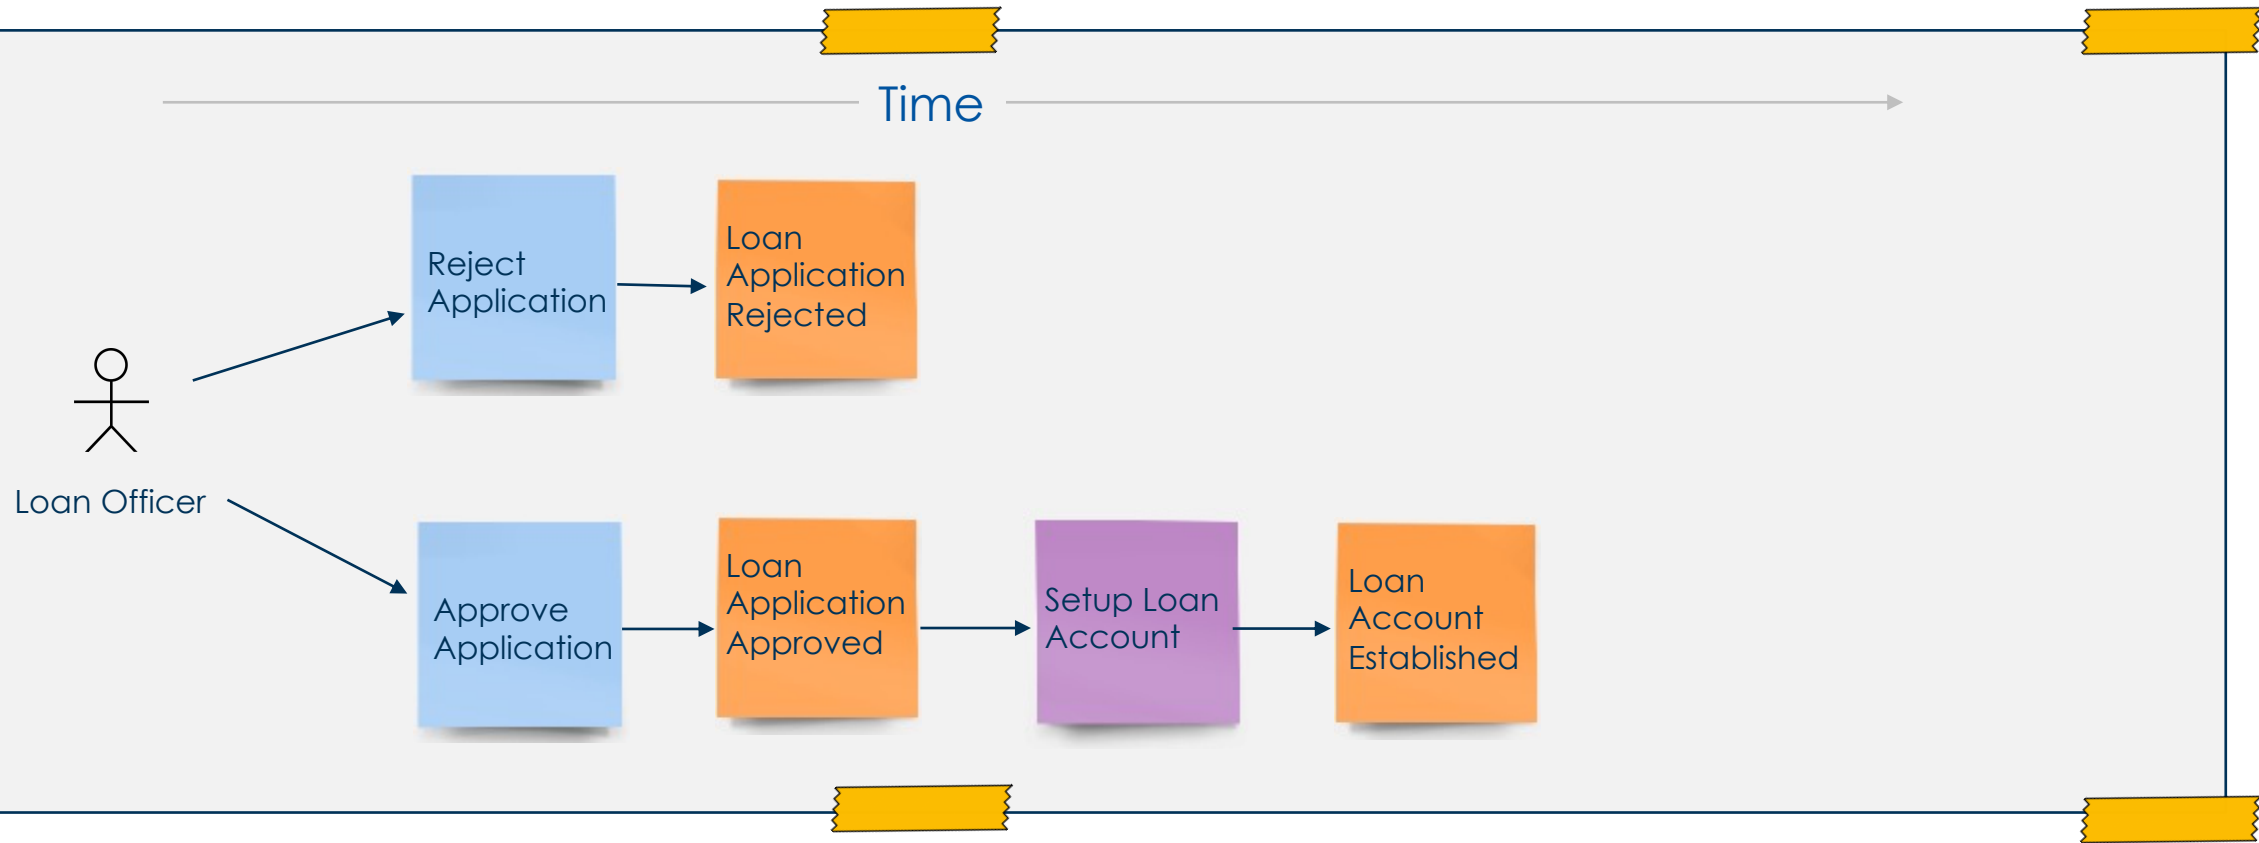 Time
Reject
Application
Loan
Application
Rejected
Loan Officer
Approve
Application
Loan
Application
Approved
Setup Loan
Account
Loan
Account
Established